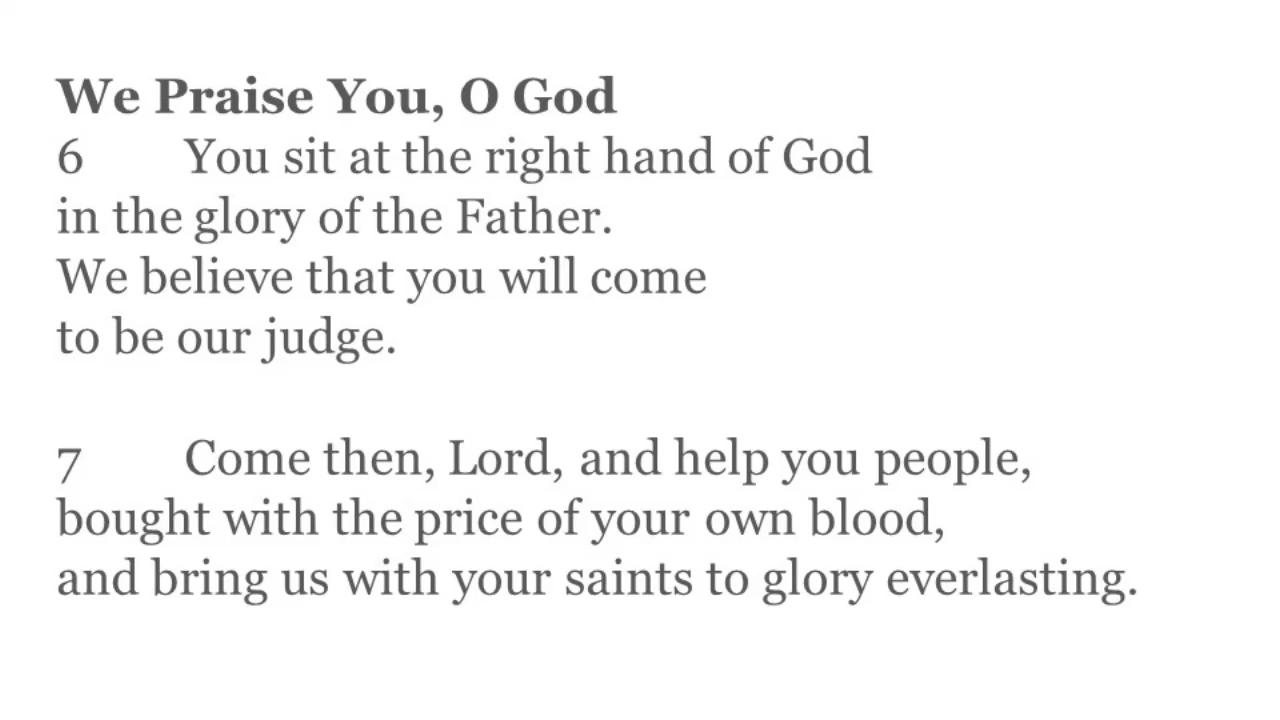 We Praise You, O God
6 You sit at the right hand of God
in the glory of the Father.
We believe that you will come
to be our judge.
7 Come then, Lord, and help you people,
bought with the price of your own blood,
and bring us with your saints to glory everlasting.